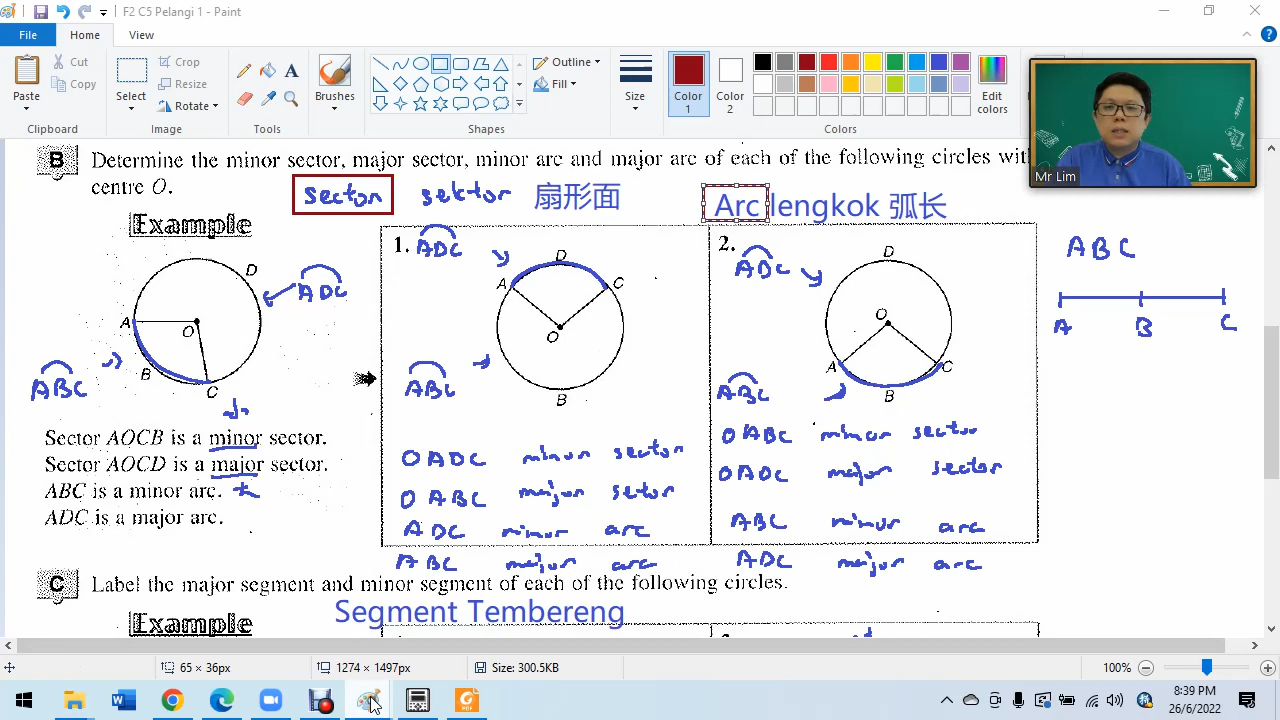 F2 C5 Pelangi 1 - Paint
File Home View
Paste Cut Copy Clipboard
Select Crop Resize Rotate Image
Tools
Brushes
Outline Fill Shapes
Size
Color 1 Color 2 Edit colors Colors
Mr Lim
B Determine the minor sector, major sector, minor arc and major arc of each of the following circles with
centre O.
sector sektor 扇形面
Arc lengkok 弧长
Example
D
A
O
B
C
ADC
ABC
Sector AOCB is a minor sector.
Sector AOCD is a major sector.
ABC is a minor arc.
ADC is a major arc.
1. ADC
D
A
C
O
B
ABC
OADC minor sector
OABC major sector
ADC minor arc
ABC major arc
2.
ADC
D
O
A
C
B
ABC
OABC minor sector
OADC major sector
ABC minor arc
ADC major arc
ABC
A B C
C Label the major segment and minor segment of each of the following circles.
Segment Tembereng
Example
65 × 36px
1274 × 1497px
Size: 300.5KB
100%
8:39 PM
26/6/2022